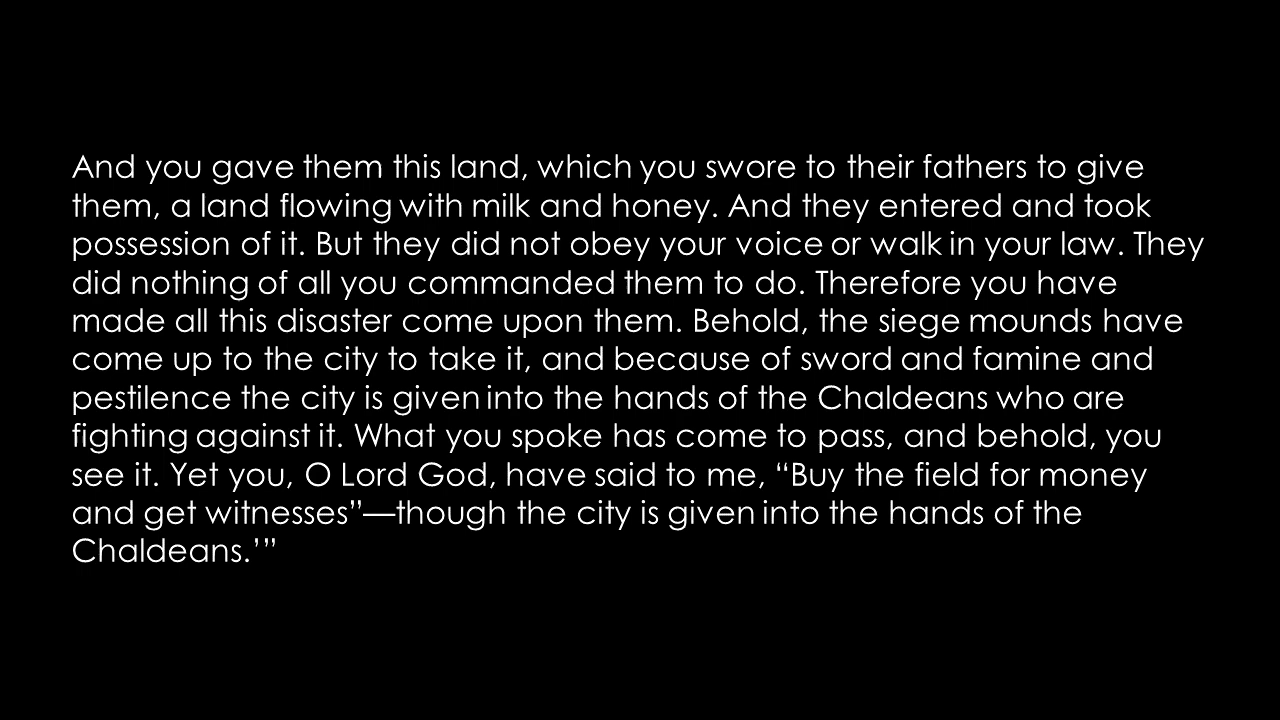 And you gave them this land, which you swore to their fathers to give
them, a land flowing with milk and honey. And they entered and took
possession of it. But they did not obey your voice or walk in your law. They
did nothing of all you commanded them to do. Therefore you have
made all this disaster come upon them. Behold, the siege mounds have
come up to the city to take it, and because of sword and famine and
pestilence the city is given into the hands of the Chaldeans who are
fighting against it. What you spoke has come to pass, and behold, you
see it. Yet you, O Lord God, have said to me, “Buy the field for money
and get witnesses”—though the city is given into the hands of the
Chaldeans.’”